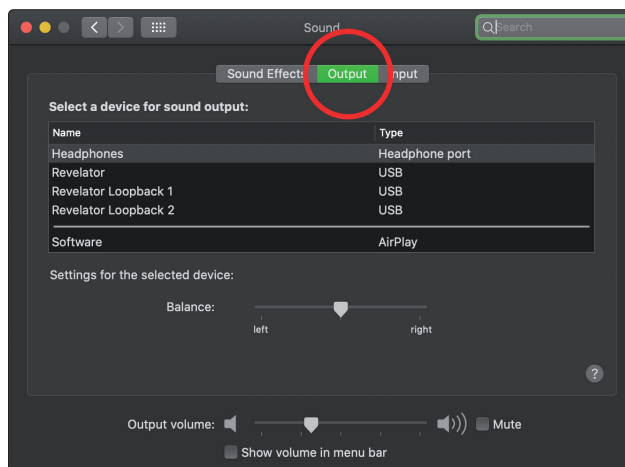 Sound
Search
Sound Effects Output Input
Select a device for sound output:
Name Type
Headphones Headphone port
Revelator USB
Revelator Loopback 1 USB
Revelator Loopback 2 USB
Software AirPlay
Settings for the selected device:
Balance:
left right
?
Output volume: Mute
Show volume in menu bar